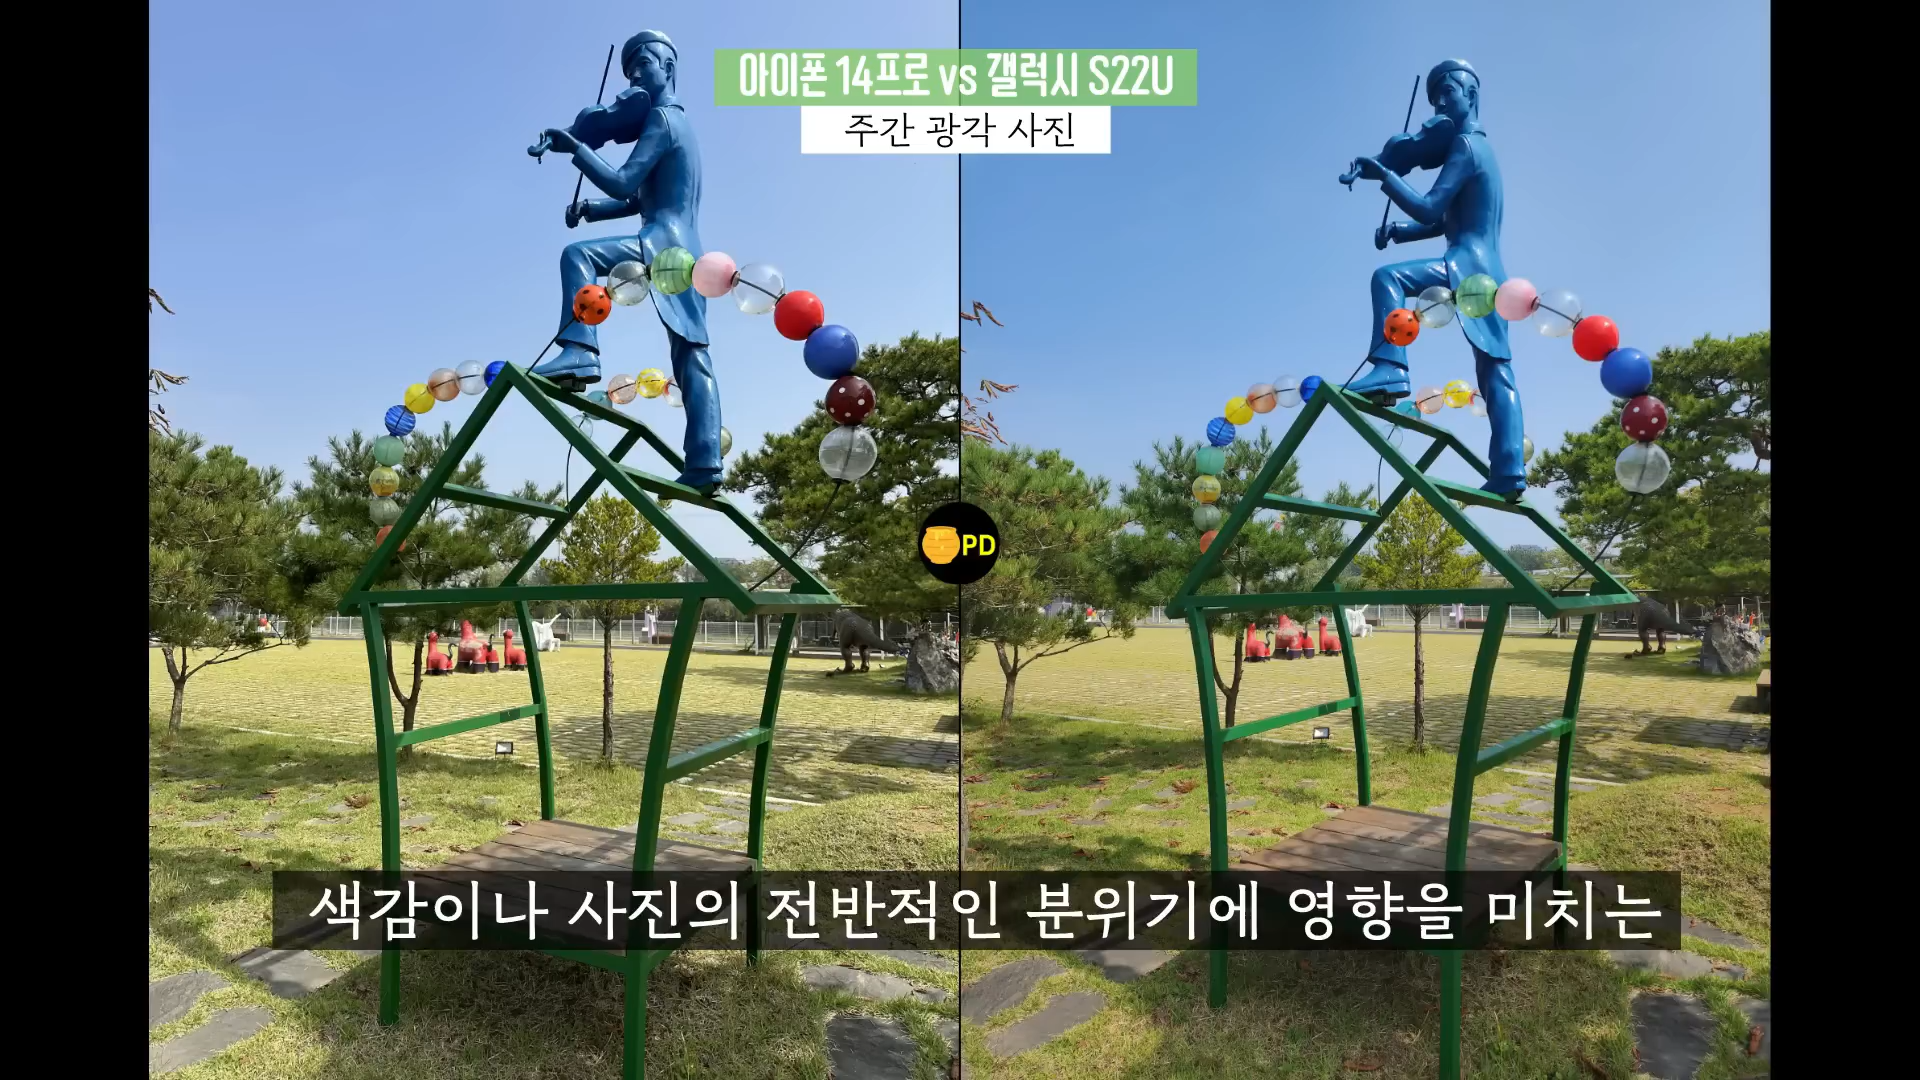 아이폰 14프로 vs 갤럭시 S22U
주간 광각 사진
PD
색감이나 사진의 전반적인 분위기에 영향을 미치는